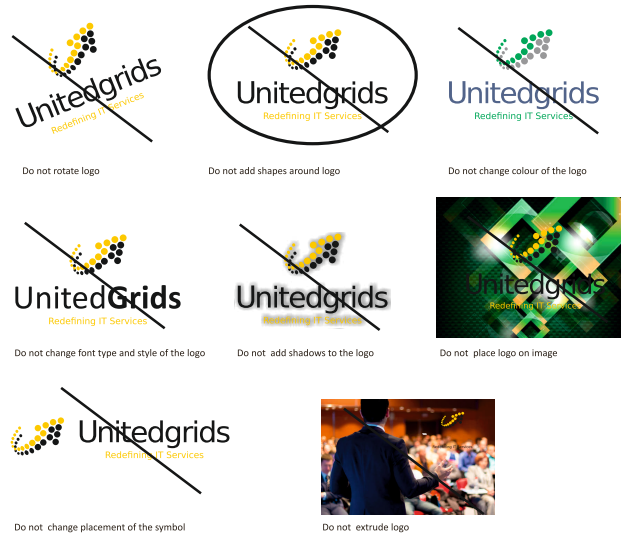 Unitedgrids
Redefining IT Services
Do not rotate logo
Unitedgrids
Redefining IT Services
Do not add shapes around logo
Unitedgrids
Redefining IT Services
Do not change colour of the logo
UnitedGrids
Redefining IT Services
Do not change font type and style of the logo
Unitedgrids
Redefining IT Services
Do not add shadows to the logo
Unitedgrids
Redefining IT Services
Do not place logo on image
Unitedgrids
Redefining IT Services
Do not change placement of the symbol
Do not extrude logo